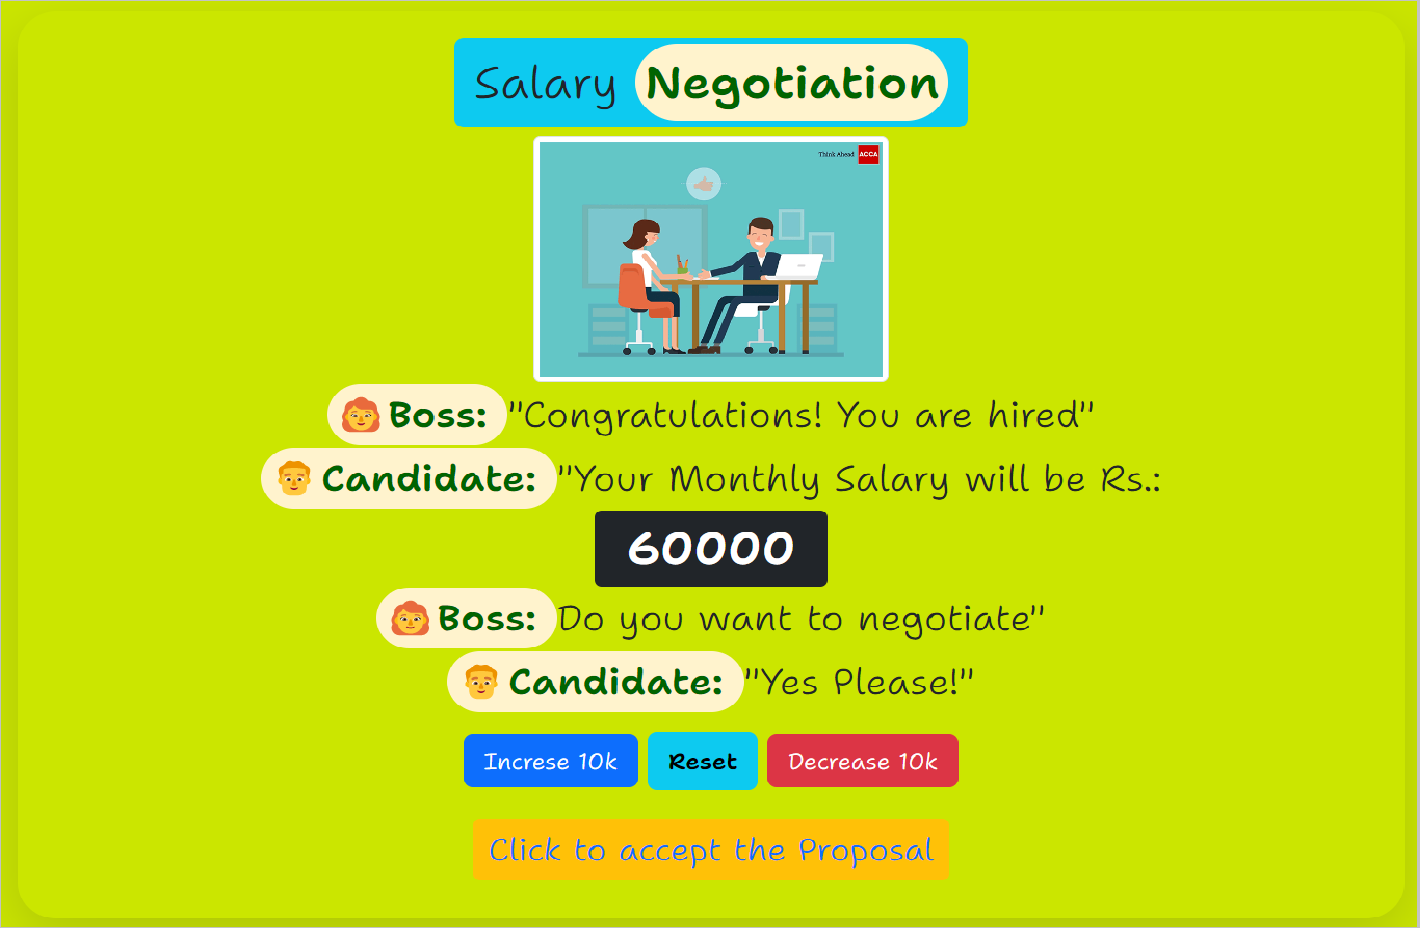 Salary Negotiation
Think Ahead! ACCA
Boss: "Congratulations! You are hired"
Candidate: "Your Monthly Salary will be Rs.:
60000
Boss: Do you want to negotiate"
Candidate: "Yes Please!"
Increse 10k Reset Decrease 10k
Click to accept the Proposal